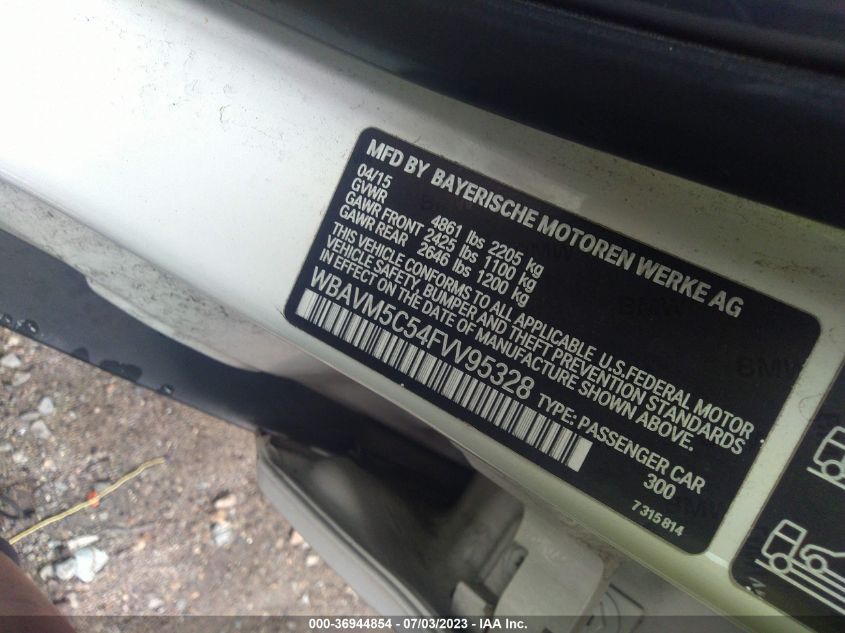 MFD BY BAYERISCHE MOTOREN WERKE AG
04/15
GVWR 4861 lbs 2205 kg
GAWR FRONT 2425 lbs 1100 kg
GAWR REAR 2646 lbs 1200 kg
THIS VEHICLE CONFORMS TO ALL APPLICABLE U.S.FEDERAL MOTOR
VEHICLE SAFETY, BUMPER AND THEFT PREVENTION STANDARDS
IN EFFECT ON THE DATE OF MANUFACTURE SHOWN ABOVE.
WBAVM5C54FVV95328 TYPE: PASSENGER CAR
300
7315814
000-36944854 - 07/03/2023 - IAA Inc.